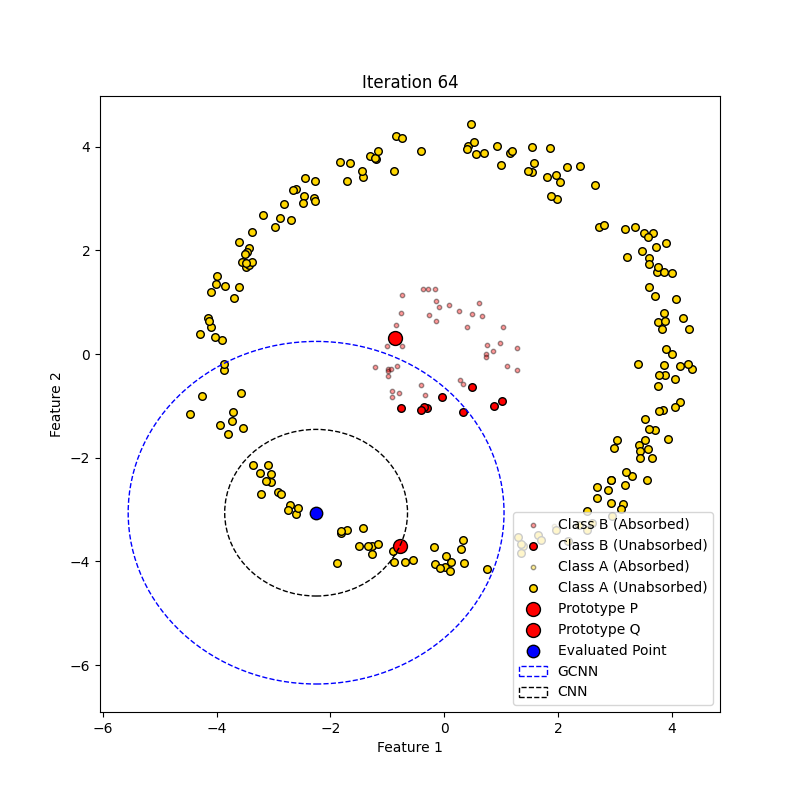 Iteration 64
Feature 2
4
2
0
−2
−4
−6
Class B (Absorbed)
Class B (Unabsorbed)
Class A (Absorbed)
Class A (Unabsorbed)
Prototype P
Prototype Q
Evaluated Point
GCNN
CNN
−6 −4 −2 0 2 4
Feature 1